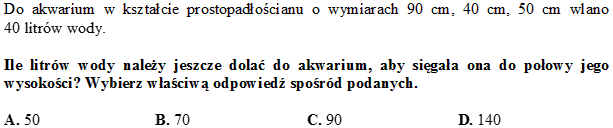 Do akwarium w kształcie prostopadłościanu o wymiarach 90 cm, 40 cm, 50 cm wlano
40 litrów wody.
Ile litrów wody należy jeszcze dolać do akwarium, aby sięgała ona do połowy jego
wysokości? Wybierz właściwą odpowiedź spośród podanych.
A. 50 B. 70 C. 90 D. 140